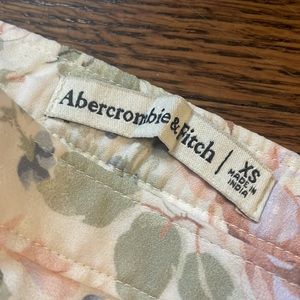 Abercrombie & Fitch
XS
MADE IN
INDIA